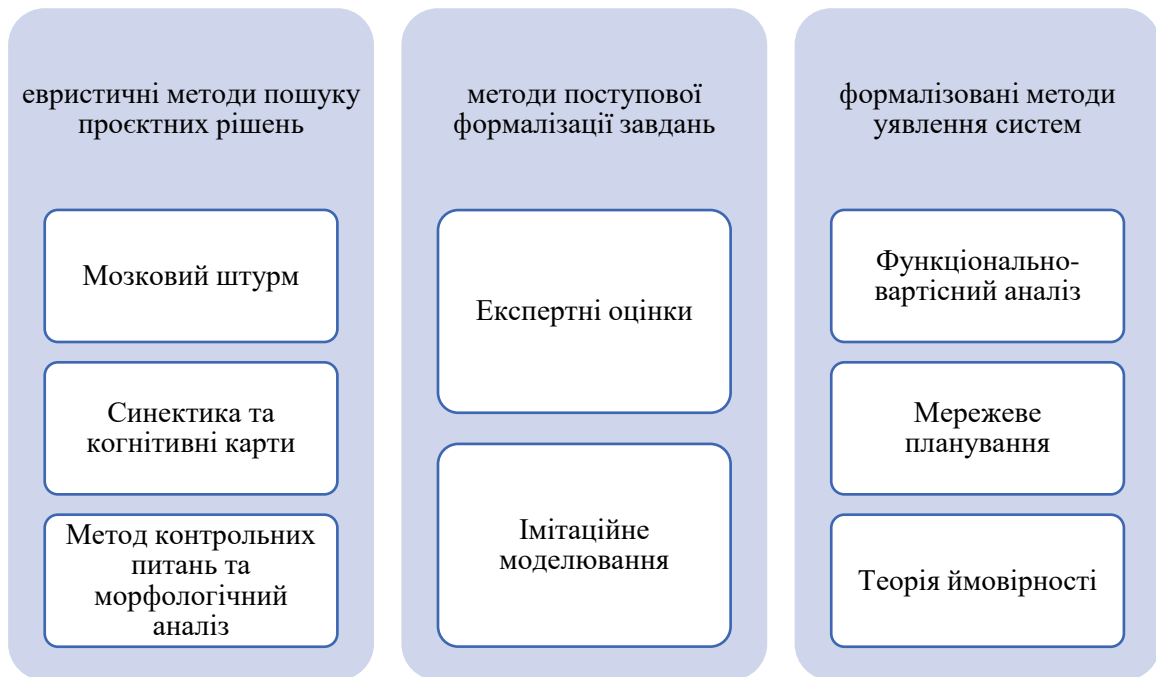 евристичні методи пошуку
проєктних рішень
Мозковий штурм
Синектика та
когнітивні карти
Метод контрольних
питань та
морфологічний
аналіз
методи поступової
формалізації завдань
Експертні оцінки
Імітаційне
моделювання
формалізовані методи
уявлення систем
Функціонально-
вартісний аналіз
Мережеве
планування
Теорія ймовірності